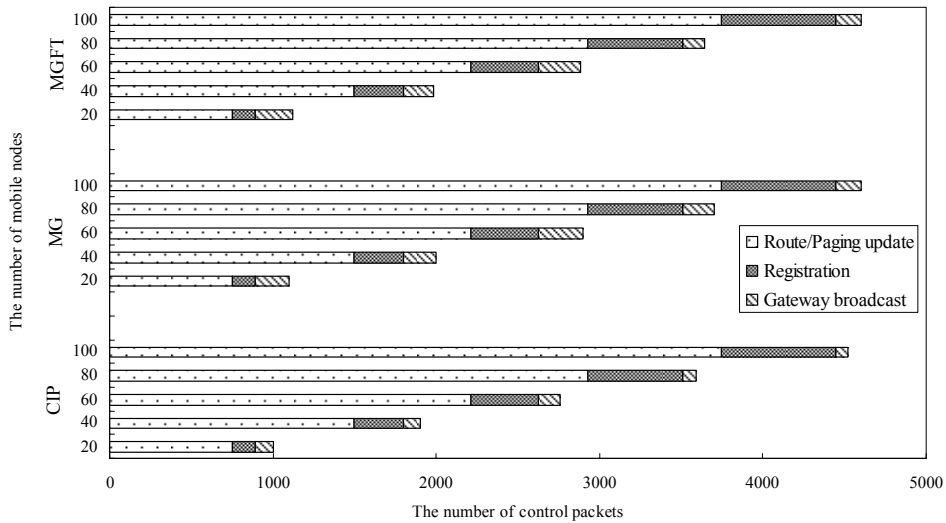 The number of mobile nodes
MGFT
100
80
60
40
20
MG
100
80
60
40
20
CIP
100
80
60
40
20
Route/Paging update
Registration
Gateway broadcast
0 1000 2000 3000 4000 5000
The number of control packets